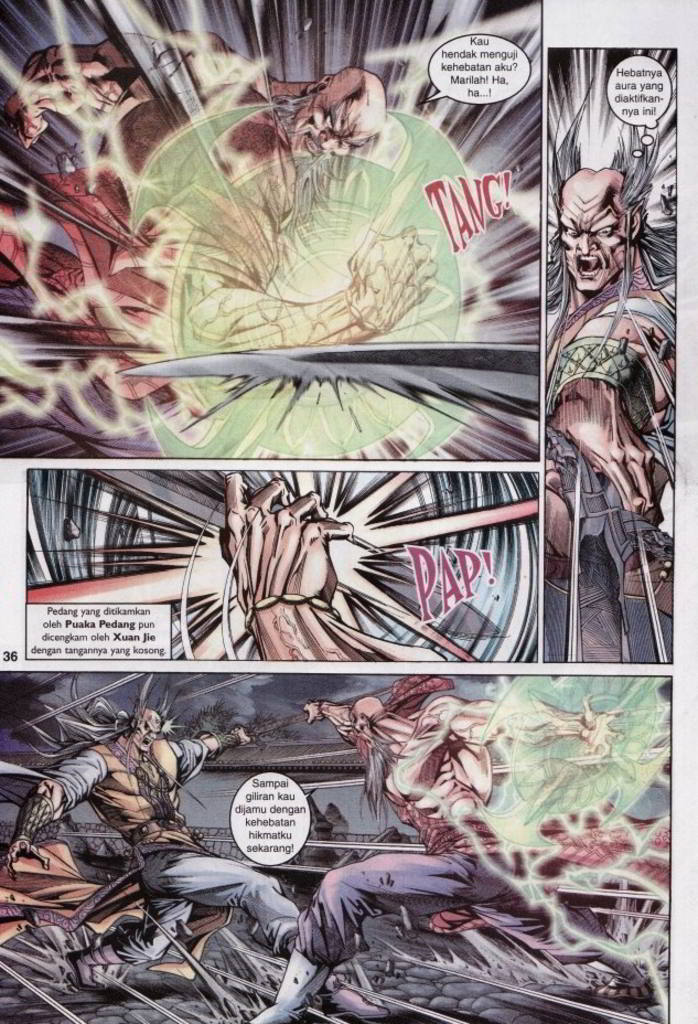 Kau
hendak menguji
kehebatan aku?
Marilah! Ha,
ha...!
TANG!
Hebatnya
aura yang
diaktifkan-
nya ini!
PAP!
Pedang yang ditikamkan
oleh Puaka Pedang pun
dicengkam oleh Xuan Jie
dengan tangannya yang kosong.
36
Sampai
giliran kau
dijamu dengan
kehebatan
hikmatku
sekarang!